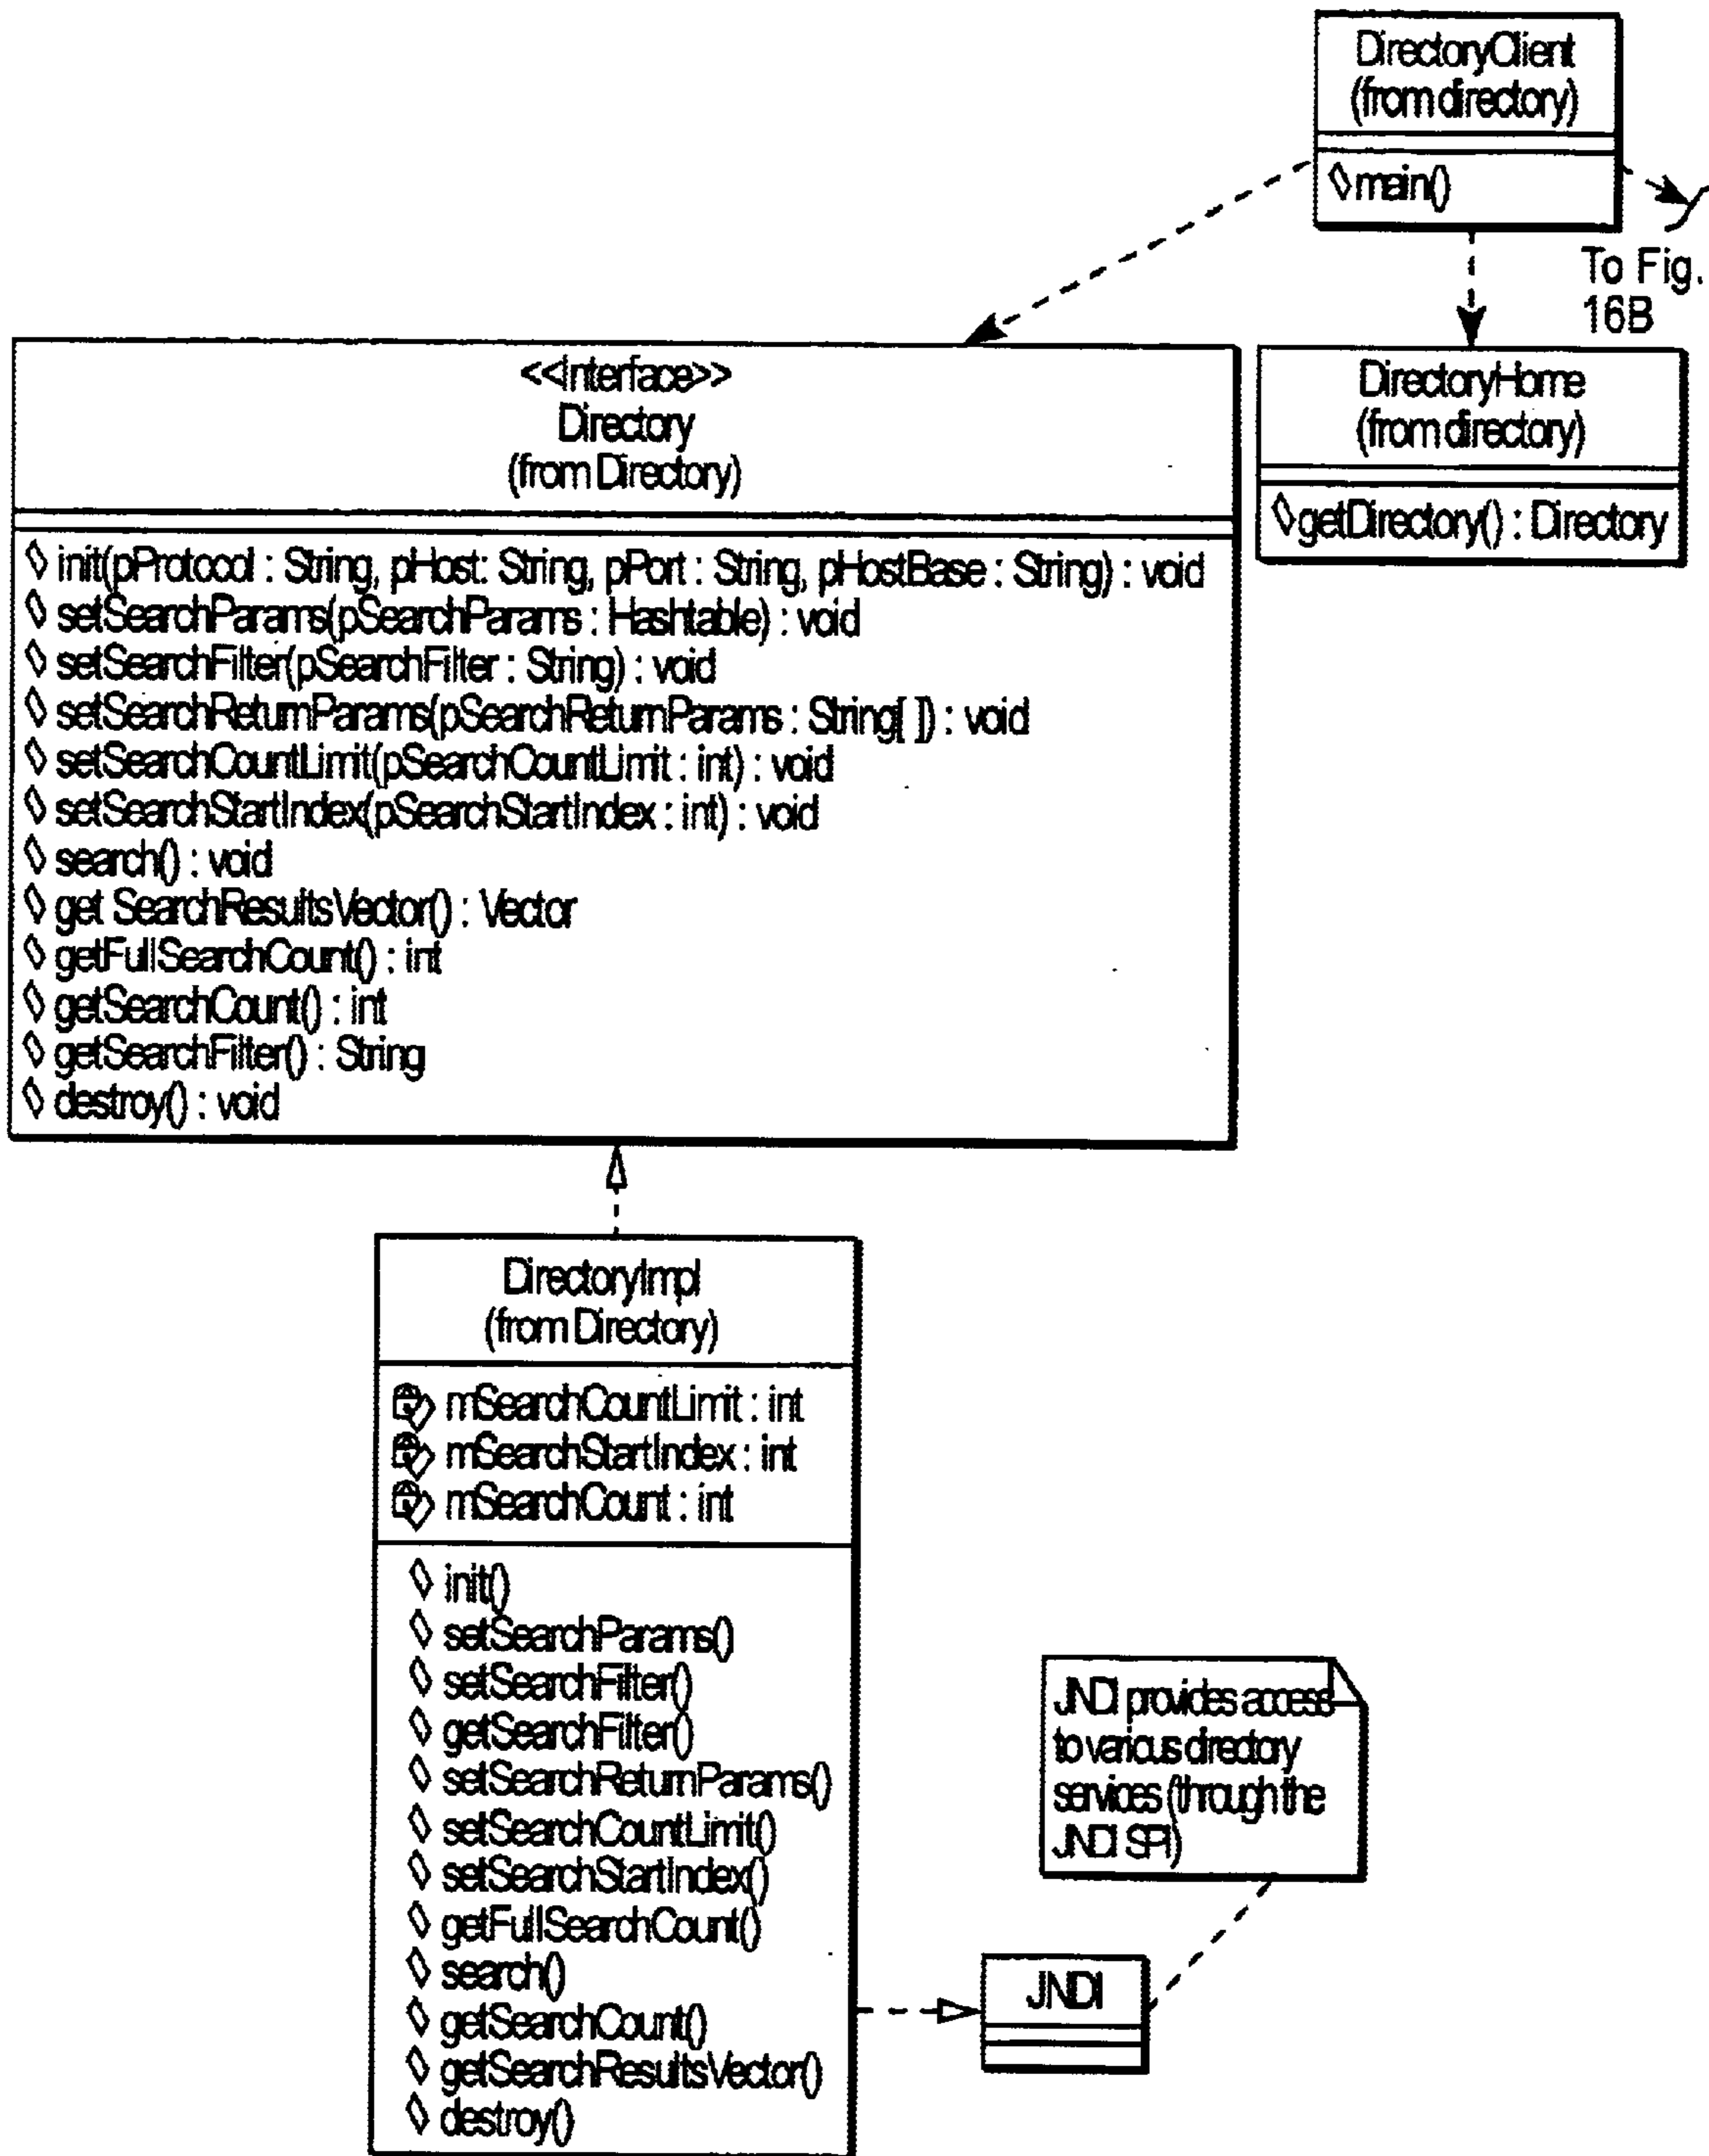 DirectoryClient
(from directory)
main()
To Fig.
16B
<<Interface>>
Directory
(from Directory)
init(pProtocol : String, pHost: String, pPort : String, pHostBase : String) : void
setSearchParams(pSearchParams : Hashtable) : void
setSearchFilter(pSearchFilter : String) : void
setSearchReturnParams(pSearchReturnParams : String[ ]) : void
setSearchCountLimit(pSearchCountLimit : int) : void
setSearchStartIndex(pSearchStartIndex : int) : void
search() : void
get SearchResultsVector() : Vector
getFullSearchCount() : int
getSearchCount() : int
getSearchFilter() : String
destroy() : void
DirectoryHome
(from directory)
getDirectory() : Directory
DirectoryImpl
(from Directory)
mSearchCountLimit : int
mSearchStartIndex : int
mSearchCount : int
init()
setSearchParams()
setSearchFilter()
getSearchFilter()
setSearchReturnParams()
setSearchCountLimit()
setSearchStartIndex()
getFullSearchCount()
search()
getSearchCount()
getSearchResultsVector()
destroy()
JNDI provides access
to various directory
services (through the
JNDI SPI)
JNDI